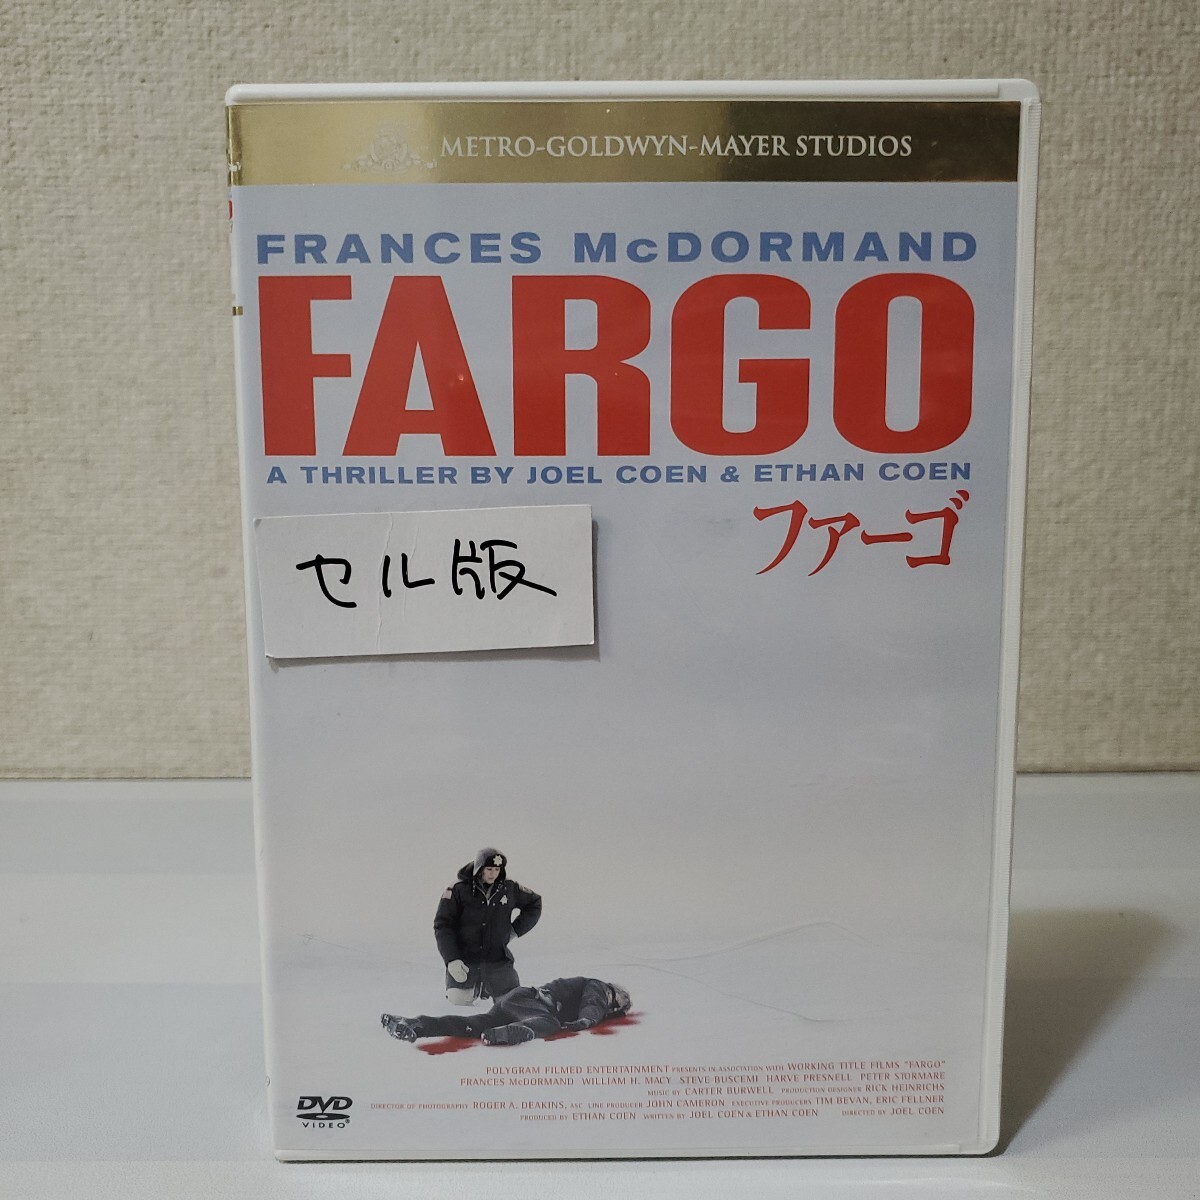 METRO-GOLDWYN-MAYER STUDIOS
FRANCES McDORMAND
FARGO
A THRILLER BY JOEL COEN & ETHAN COEN
ファーゴ
セル版
POLYGRAM FILMED ENTERTAINMENT PRESENTS IN ASSOCIATION WITH WORKING TITLE FILMS "FARGO"
FRANCES McDORMAND WILLIAM H. MACY STEVE BUSCEMI HARVE PRESNELL PETER STORMARE
MUSIC BY CARTER BURWELL PRODUCTION DESIGNER RICK HEINRICHS
DIRECTOR OF PHOTOGRAPHY ROGER A. DEAKINS, ASC LINE PRODUCER JOHN CAMERON EXECUTIVE PRODUCERS TIM BEVAN, ERIC FELLNER
PRODUCED BY ETHAN COEN WRITTEN BY JOEL COEN & ETHAN COEN DIRECTED BY JOEL COEN
DVD
VIDEO